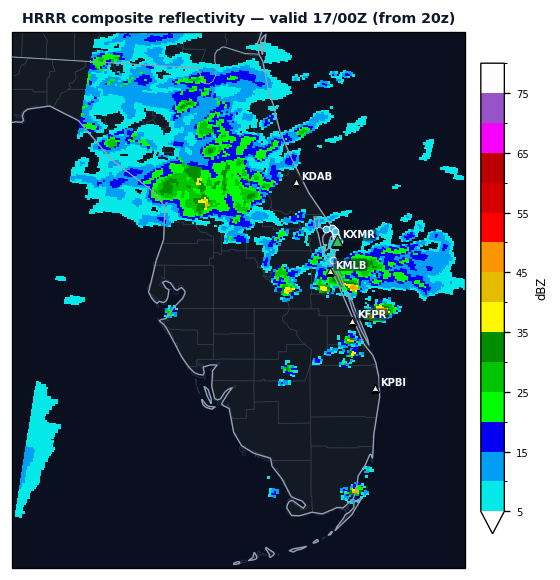 HRRR composite reflectivity — valid 17/00Z (from 20z)
KDAB
KXMR
KMLB
KFPR
KPBI
75
65
55
45
35
25
15
5
dBZ